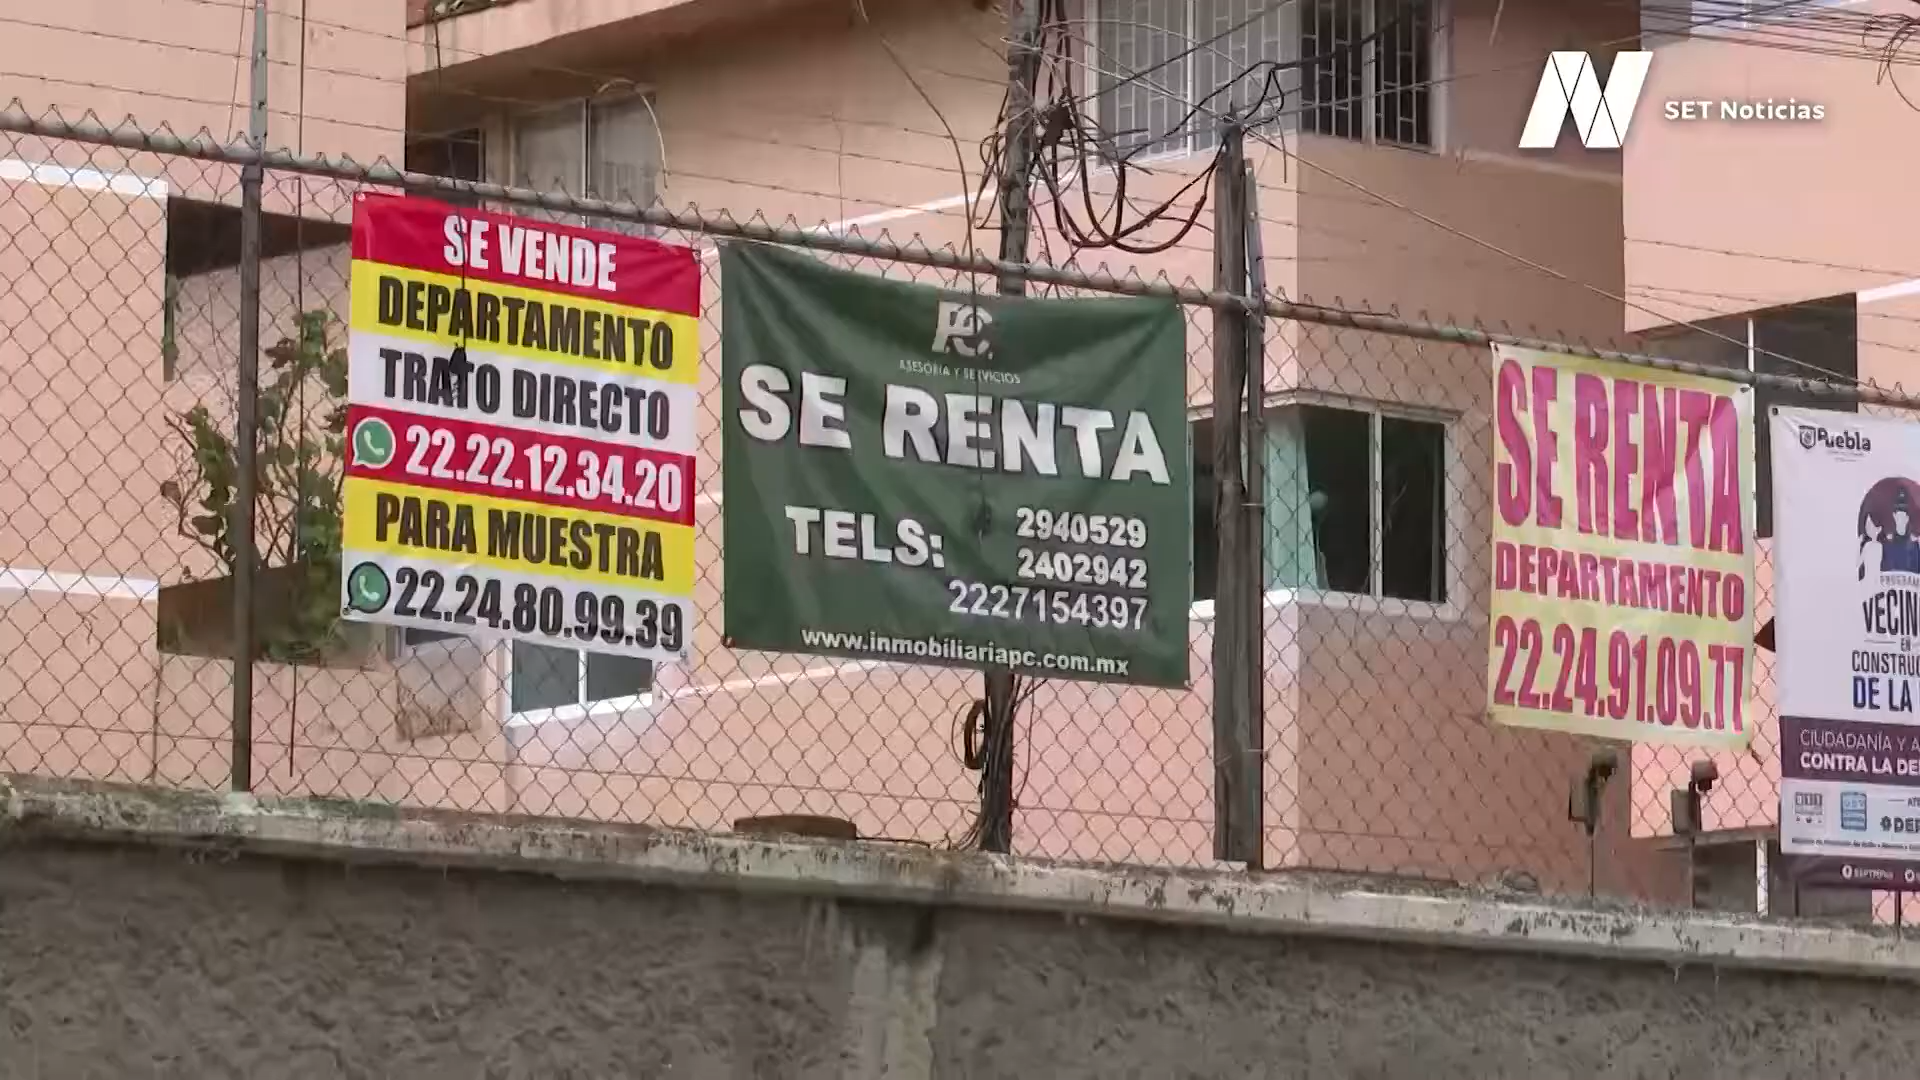 SET Noticias
SE VENDE
DEPARTAMENTO
TRATO DIRECTO
22.22.12.34.20
PARA MUESTRA
22.24.80.99.39
PC
ASESORIA Y SERVICIOS
SE RENTA
TELS:
2940529
2402942
2227154397
www.inmobiliariapc.com.mx
SE RENTA
DEPARTAMENTO
22.24.91.09.77
Puebla
VECIN
EN
CONSTRUC
DE LA
CIUDADANÍA Y A
CONTRA LA DE
911